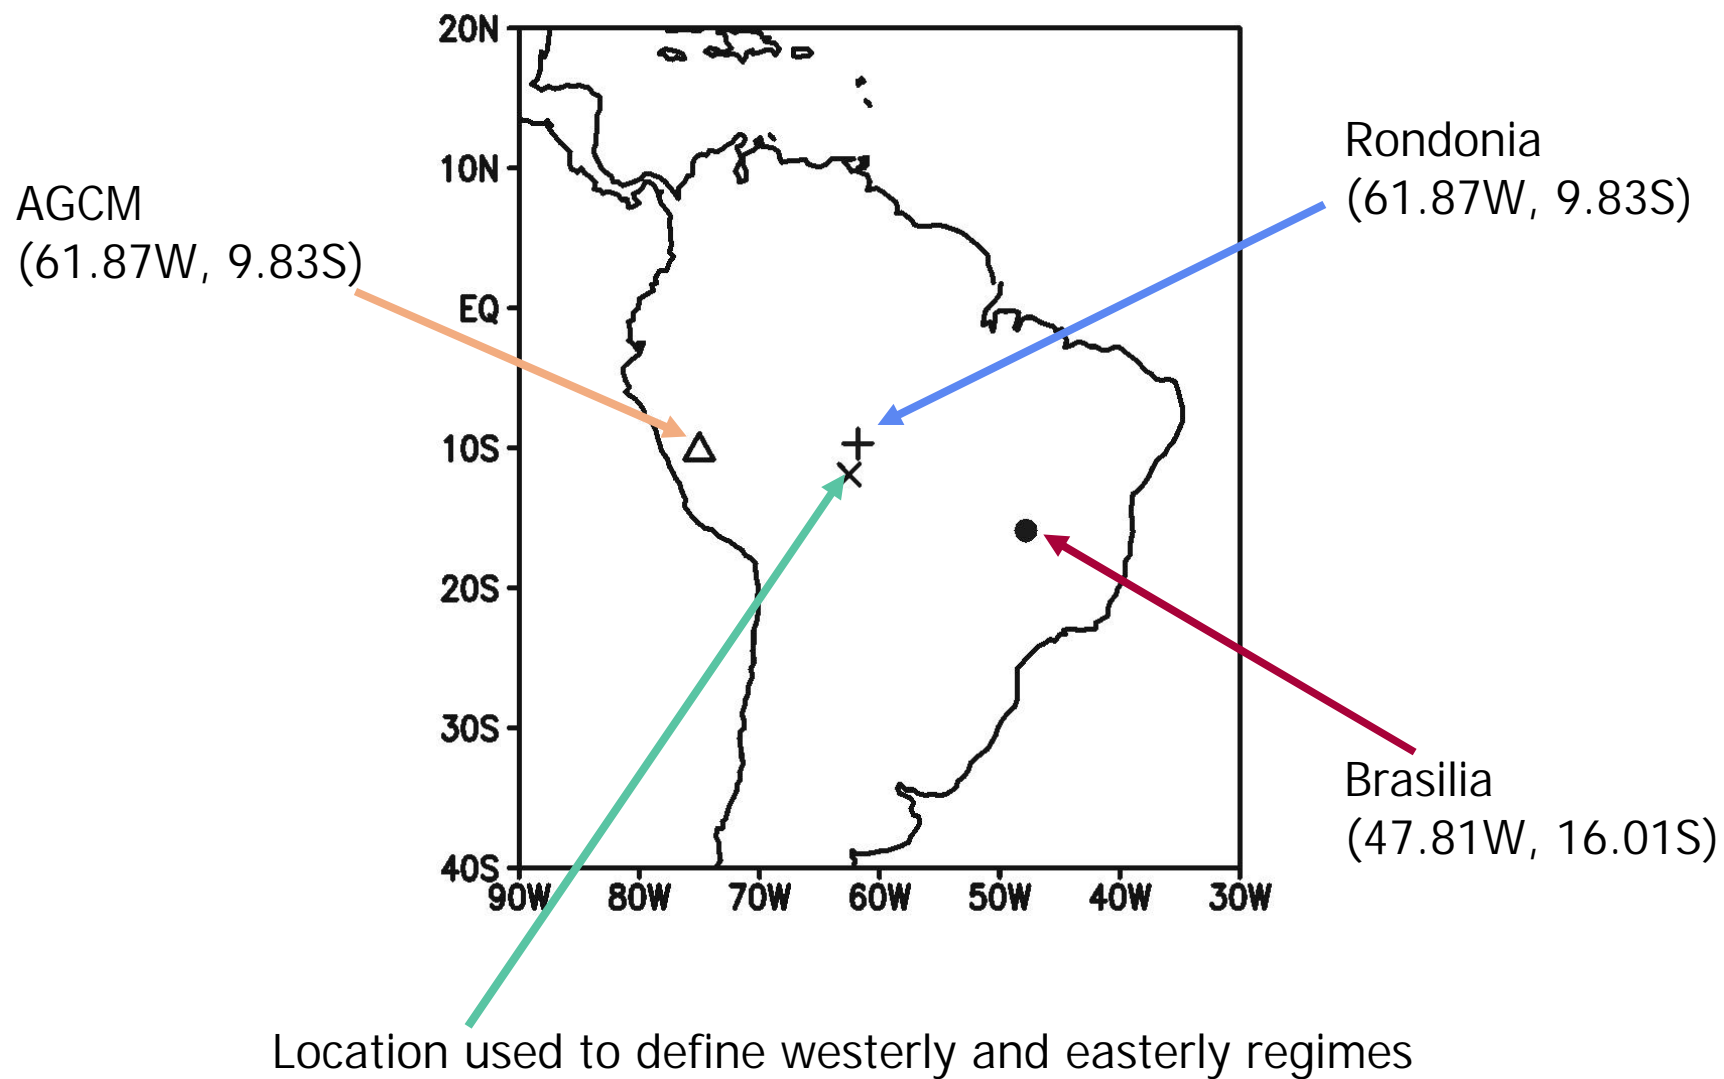 20N
Rondonia
(61.87W, 9.83S)
10N
AGCM
(61.87W, 9.83S)
EQ
10S
20S
30S
Brasilia
(47.81W, 16.01S)
40S
90W 80W 70W 60W 50W 40W 30W
Location used to define westerly and easterly regimes